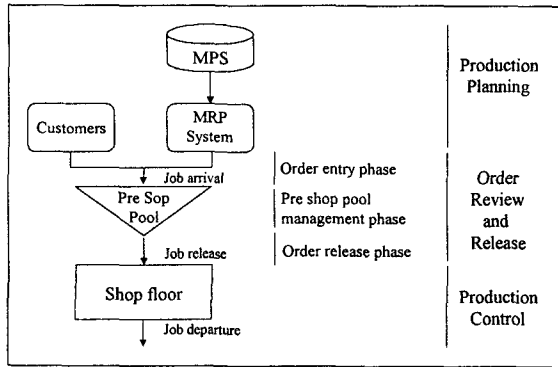 MPS
Production
Planning
Customers
MRP
System
Job arrival
Order entry phase
Pre Sop
Pool
Pre shop pool
management phase
Order
Review
and
Release
Job release
Order release phase
Shop floor
Production
Control
Job departure